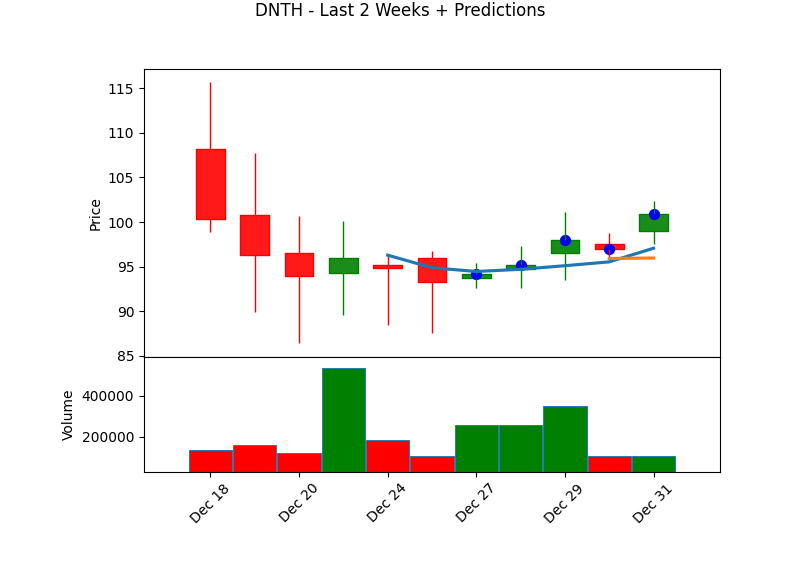 DNTH - Last 2 Weeks + Predictions
115
110
105
100
95
90
85
Price
400000
200000
Volume
Dec 18
Dec 20
Dec 24
Dec 27
Dec 29
Dec 31